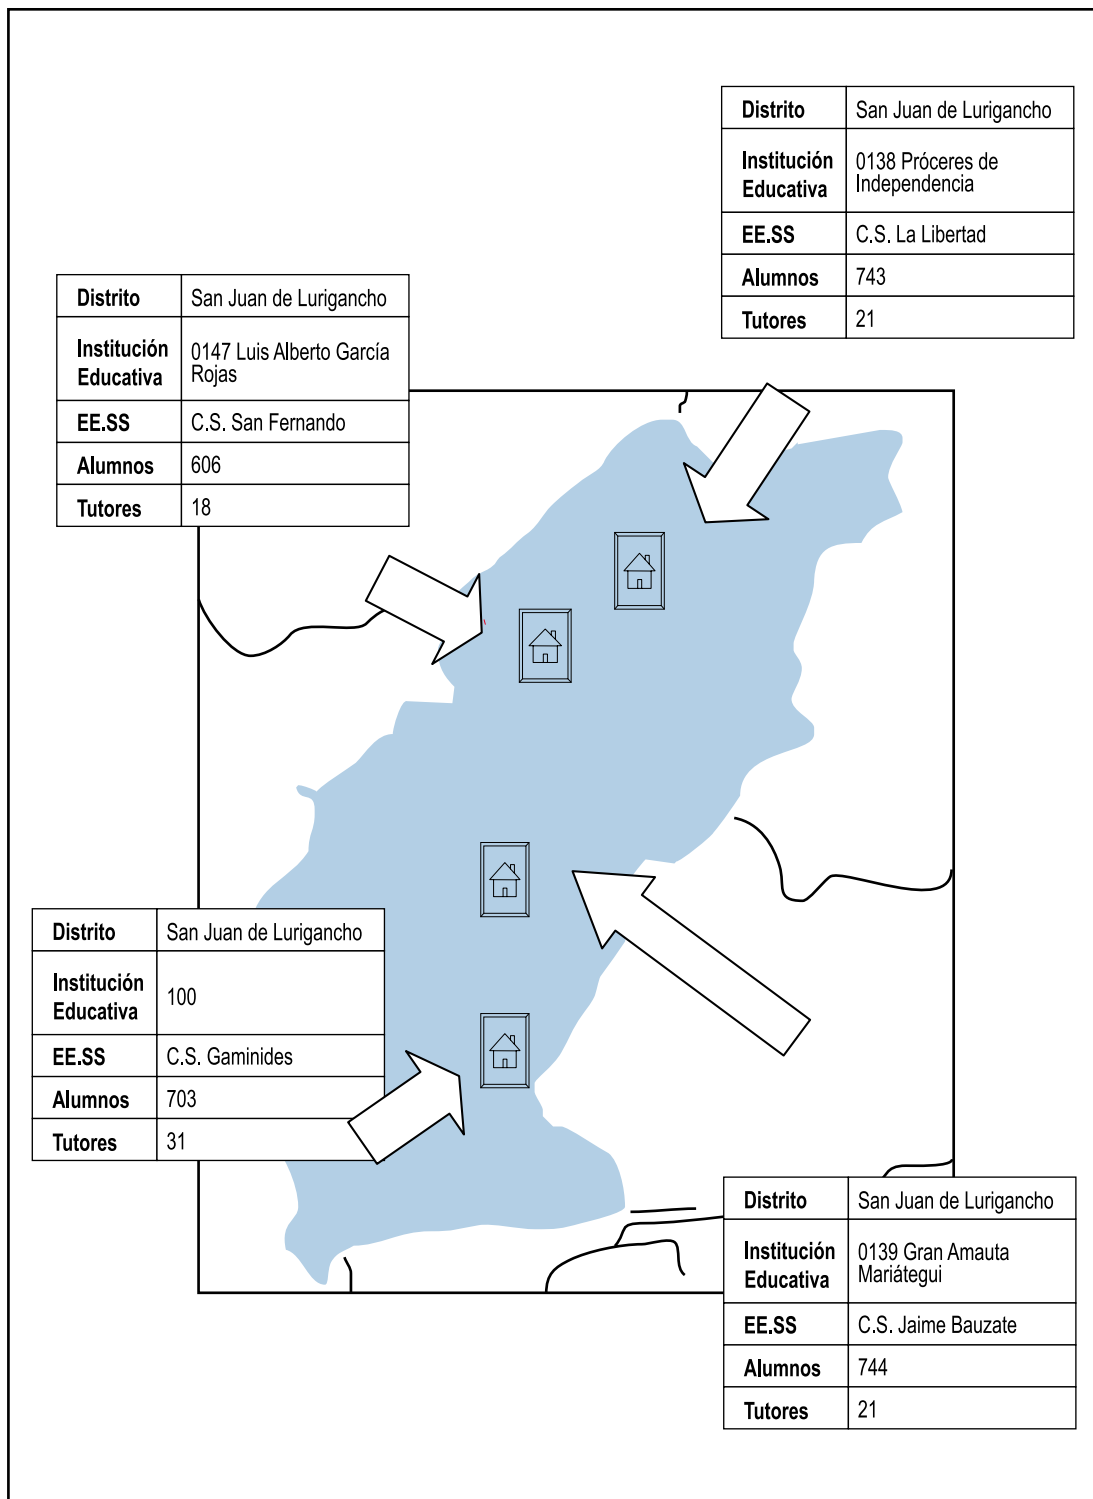 Distrito San Juan de Lurigancho
Institución Educativa 0138 Próceres de Independencia
EE.SS C.S. La Libertad
Alumnos 743
Tutores 21
Distrito San Juan de Lurigancho
Institución Educativa 0147 Luis Alberto García Rojas
EE.SS C.S. San Fernando
Alumnos 606
Tutores 18
Distrito San Juan de Lurigancho
Institución Educativa 100
EE.SS C.S. Gaminides
Alumnos 703
Tutores 31
Distrito San Juan de Lurigancho
Institución Educativa 0139 Gran Amauta Mariátegui
EE.SS C.S. Jaime Bauzate
Alumnos 744
Tutores 21